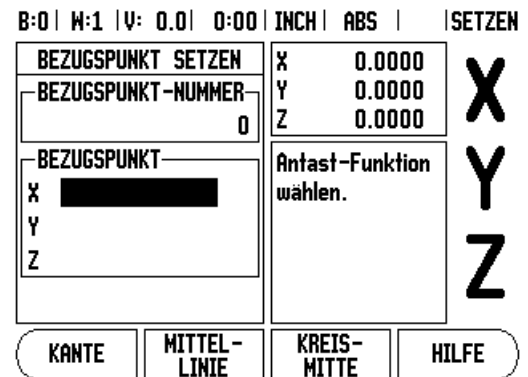 B:0 | W:1 | V: 0.0 | 0:00 | INCH | ABS | | SETZEN
BEZUGSPUNKT SETZEN
BEZUGSPUNKT-NUMMER
0
BEZUGSPUNKT
X
Y
Z
X 0.0000
Y 0.0000
Z 0.0000
Antast-Funktion
wählen.
X
Y
Z
KANTE
MITTEL-
LINIE
KREIS-
MITTE
HILFE